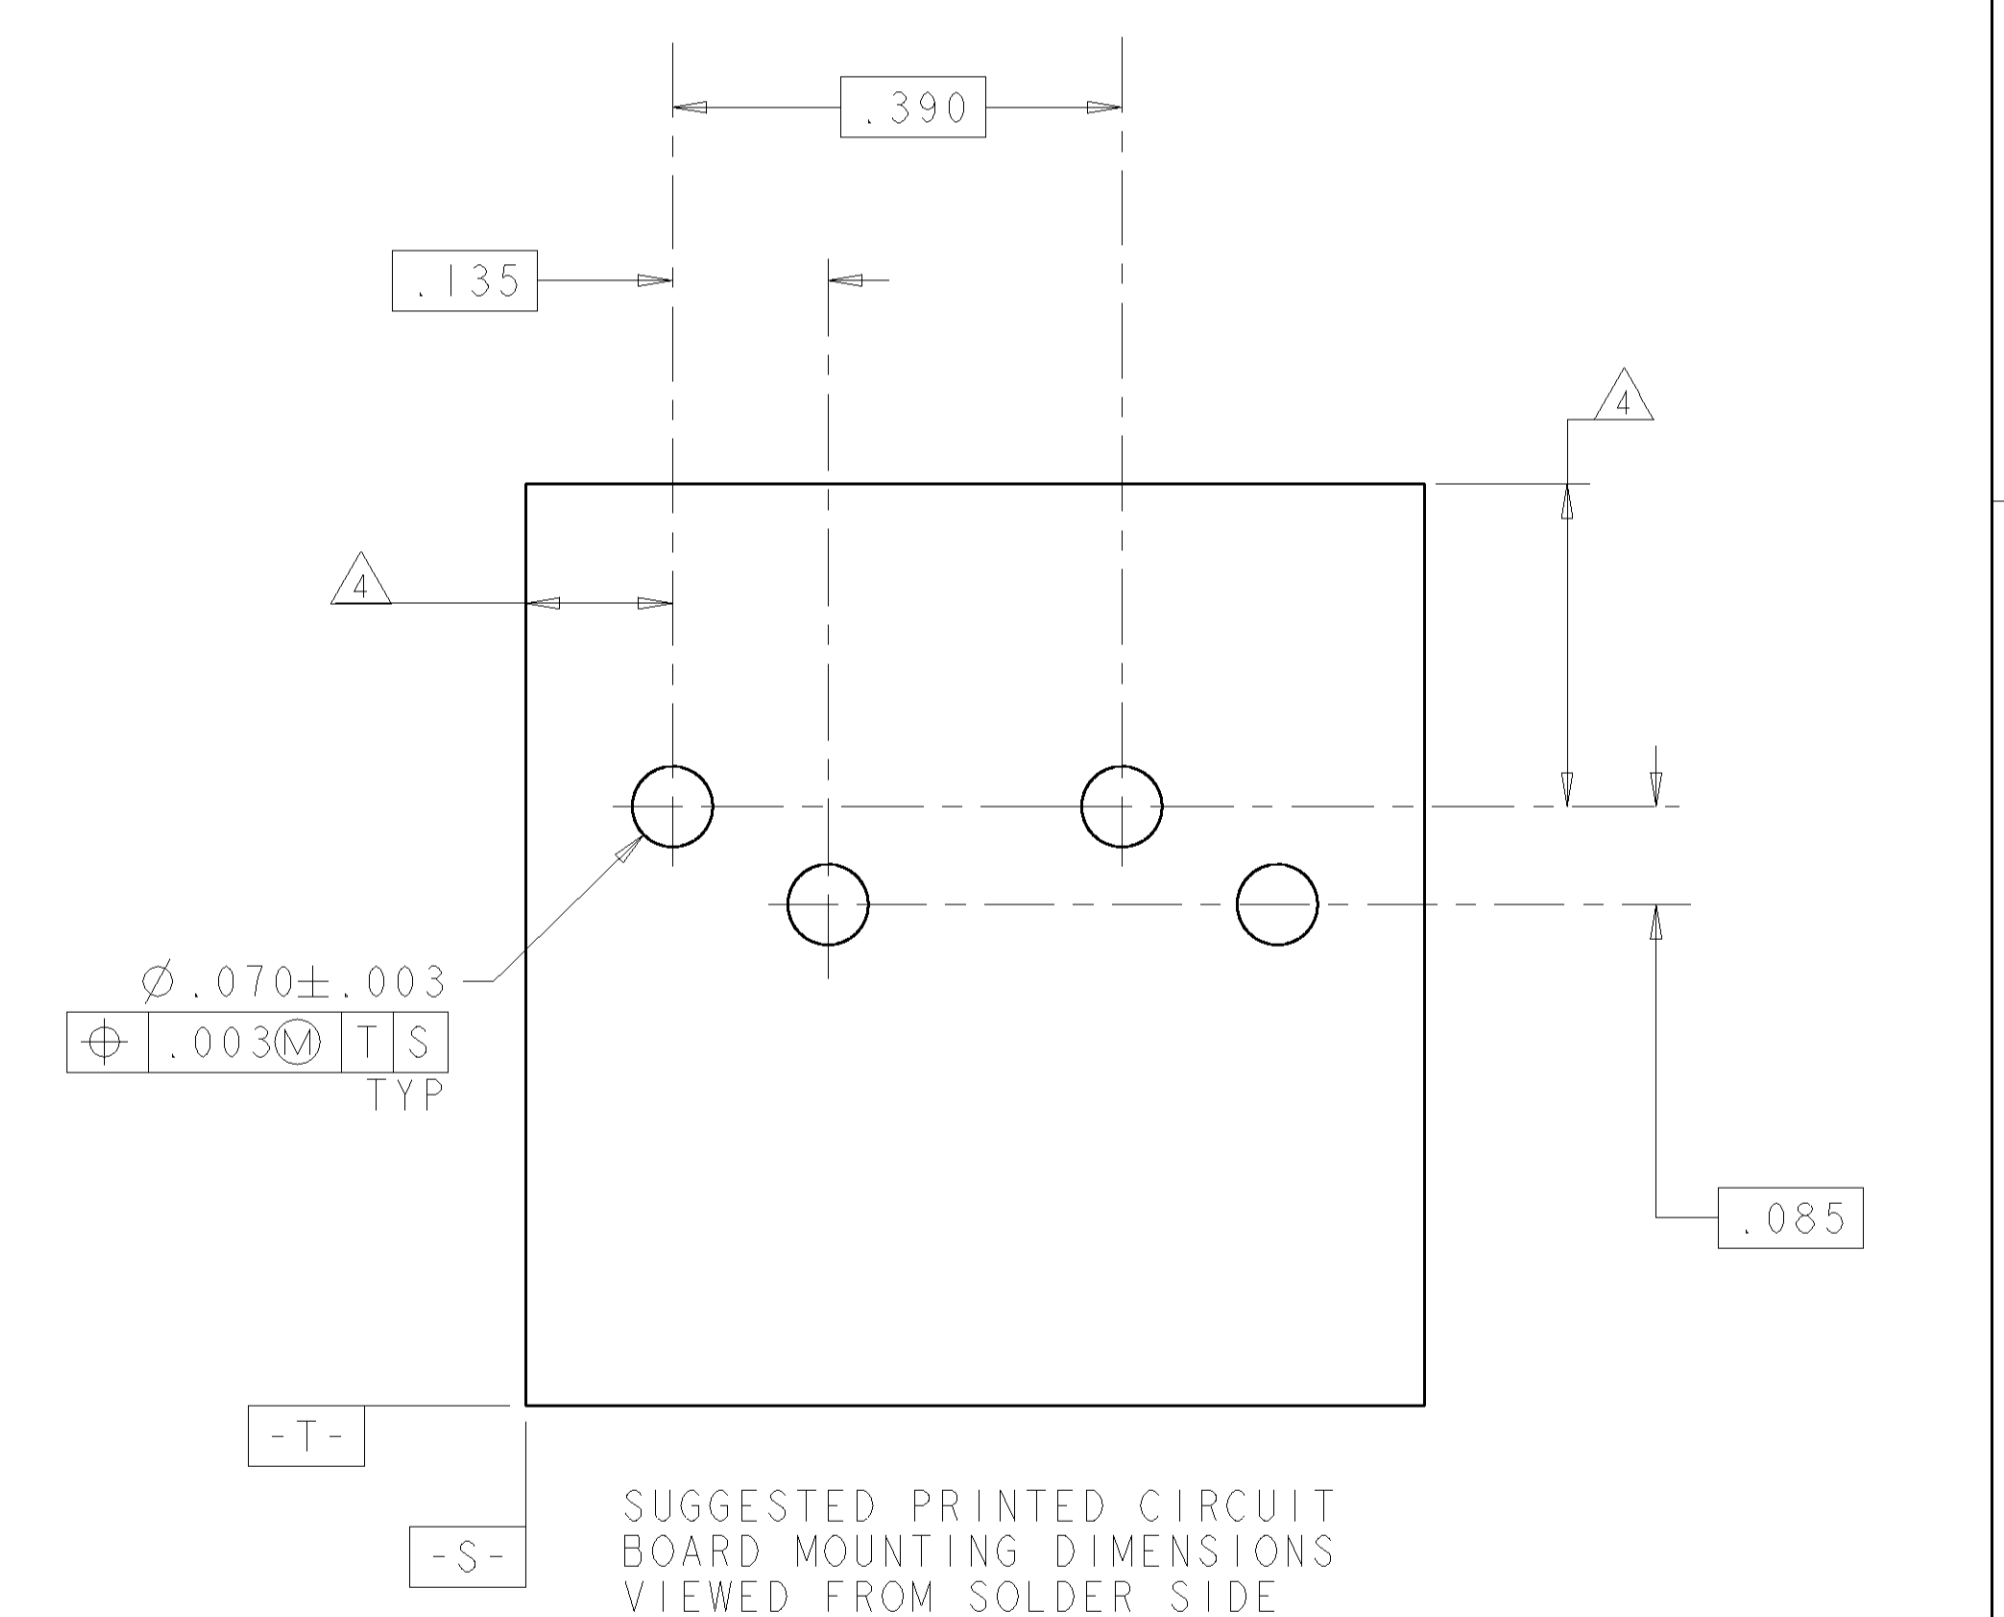 .390
.135
4
4
Ø.070±.003
⌖ .003Ⓜ T S
TYP
.085
-T-
-S-
SUGGESTED PRINTED CIRCUIT
BOARD MOUNTING DIMENSIONS
VIEWED FROM SOLDER SIDE